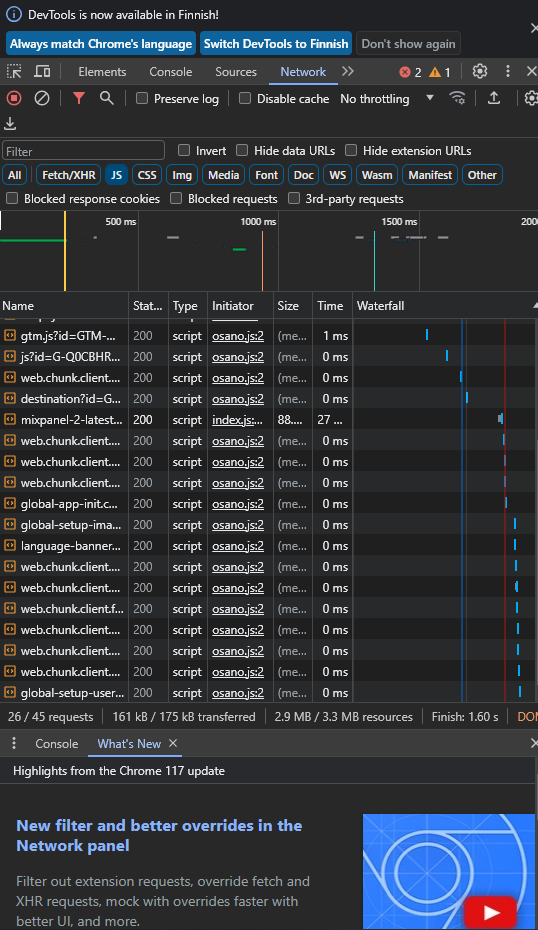 DevTools is now available in Finnish!
Always match Chrome's language Switch DevTools to Finnish Don't show again
Elements Console Sources Network 2 1
Preserve log Disable cache No throttling
Filter Invert Hide data URLs Hide extension URLs
All Fetch/XHR JS CSS Img Media Font Doc WS Wasm Manifest Other
Blocked response cookies Blocked requests 3rd-party requests
500 ms 1000 ms 1500 ms
Name Stat... Type Initiator Size Time Waterfall
gtm.js?id=GTM-... 200 script osano.js:2 (me... 1 ms
js?id=G-Q0CBHR... 200 script osano.js:2 (me... 0 ms
web.chunk.client.... 200 script osano.js:2 (me... 0 ms
destination?id=G... 200 script osano.js:2 (me... 0 ms
mixpanel-2-latest... 200 script index.js:... 88.... 27 ...
web.chunk.client.... 200 script osano.js:2 (me... 0 ms
web.chunk.client.... 200 script osano.js:2 (me... 0 ms
web.chunk.client.... 200 script osano.js:2 (me... 0 ms
global-app-init.c... 200 script osano.js:2 (me... 0 ms
global-setup-ima... 200 script osano.js:2 (me... 0 ms
language-banner... 200 script osano.js:2 (me... 0 ms
web.chunk.client.... 200 script osano.js:2 (me... 0 ms
web.chunk.client.... 200 script osano.js:2 (me... 0 ms
web.chunk.client.f... 200 script osano.js:2 (me... 0 ms
web.chunk.client.... 200 script osano.js:2 (me... 0 ms
web.chunk.client.... 200 script osano.js:2 (me... 0 ms
web.chunk.client.... 200 script osano.js:2 (me... 0 ms
global-setup-user... 200 script osano.js:2 (me... 0 ms
26 / 45 requests 161 kB / 175 kB transferred 2.9 MB / 3.3 MB resources Finish: 1.60 s
Console What's New
Highlights from the Chrome 117 update
New filter and better overrides in the
Network panel
Filter out extension requests, override fetch and
XHR requests, mock with overrides faster with
better UI, and more.